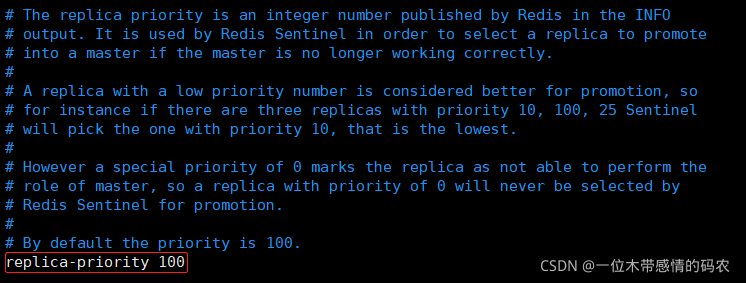 # The replica priority is an integer number published by Redis in the INFO
# output. It is used by Redis Sentinel in order to select a replica to promote
# into a master if the master is no longer working correctly.
#
# A replica with a low priority number is considered better for promotion, so
# for instance if there are three replicas with priority 10, 100, 25 Sentinel
# will pick the one with priority 10, that is the lowest.
#
# However a special priority of 0 marks the replica as not able to perform the
# role of master, so a replica with priority of 0 will never be selected by
# Redis Sentinel for promotion.
#
# By default the priority is 100.
replica-priority 100
CSDN @一位木带感情的码农